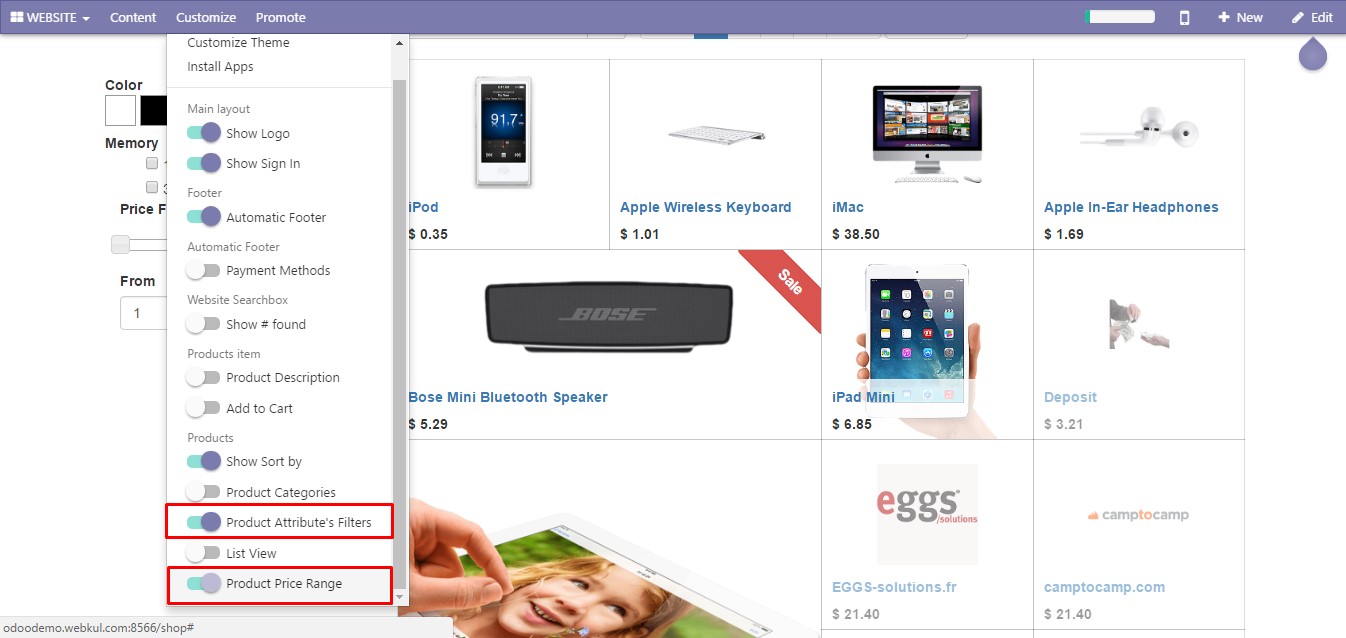 WEBSITE Content Customize Promote New Edit
Customize Theme
Install Apps
Main layout
Show Logo
Show Sign In
Footer
Automatic Footer
Automatic Footer
Payment Methods
Website Searchbox
Show # found
Products item
Product Description
Add to Cart
Products
Show Sort by
Product Categories
Product Attribute's Filters
List View
Product Price Range
Color
Memory
Price F
From
1
91.7
iPod
$ 0.35
Apple Wireless Keyboard
$ 1.01
iMac
$ 38.50
Apple In-Ear Headphones
$ 1.69
Sale
BOSE
Bose Mini Bluetooth Speaker
$ 5.29
iPad Mini
$ 6.85
Deposit
$ 3.21
eggs
/solutions
EGGS-solutions.fr
$ 21.40
camptocamp
camptocamp.com
$ 21.40
odoodemo.webkul.com:8566/shop#